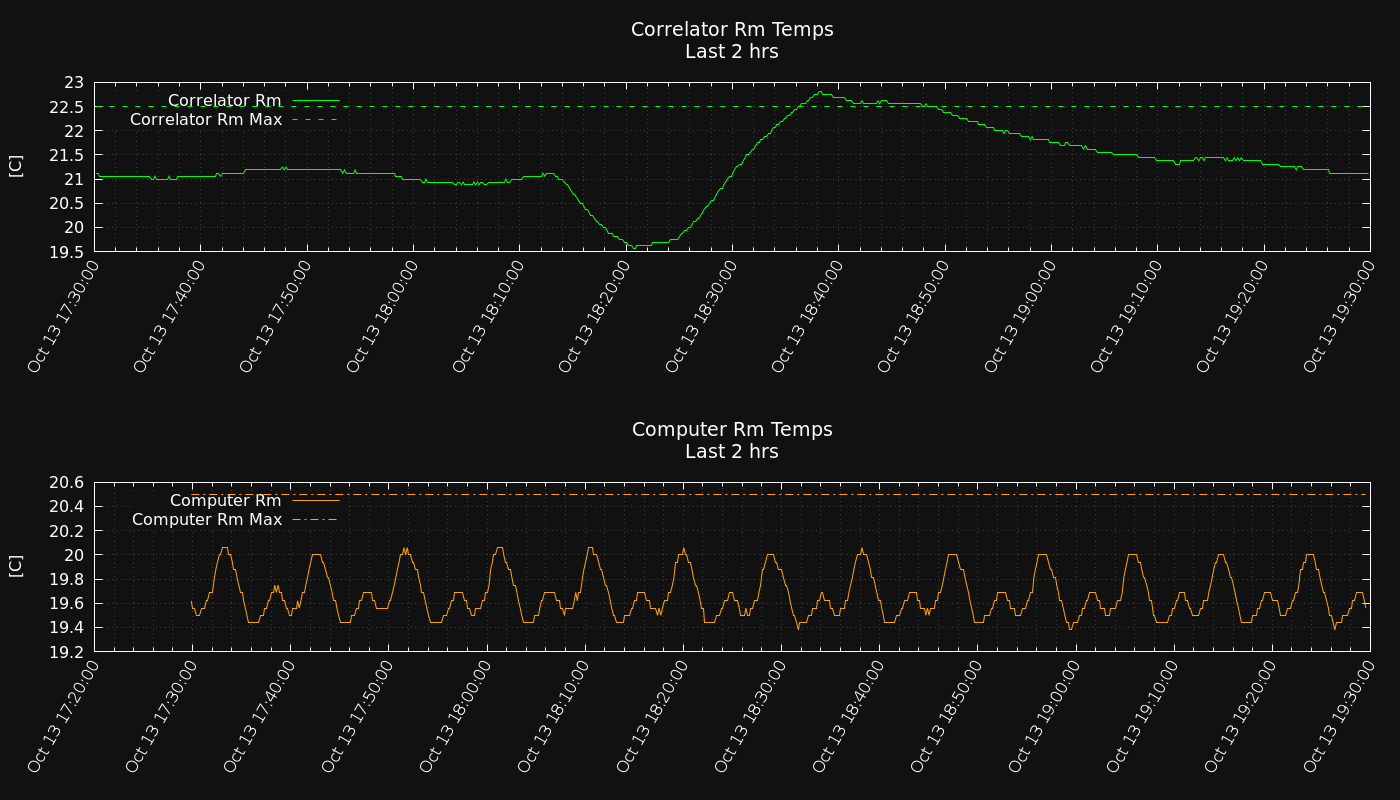 Correlator Rm Temps
Last 2 hrs
23
22.5
22
21.5
21
20.5
20
19.5
[C]
Correlator Rm
Correlator Rm Max
Oct 13 17:30:00
Oct 13 17:40:00
Oct 13 17:50:00
Oct 13 18:00:00
Oct 13 18:10:00
Oct 13 18:20:00
Oct 13 18:30:00
Oct 13 18:40:00
Oct 13 18:50:00
Oct 13 19:00:00
Oct 13 19:10:00
Oct 13 19:20:00
Oct 13 19:30:00
Computer Rm Temps
Last 2 hrs
20.6
20.4
20.2
20
19.8
19.6
19.4
19.2
[C]
Computer Rm
Computer Rm Max
Oct 13 17:20:00
Oct 13 17:30:00
Oct 13 17:40:00
Oct 13 17:50:00
Oct 13 18:00:00
Oct 13 18:10:00
Oct 13 18:20:00
Oct 13 18:30:00
Oct 13 18:40:00
Oct 13 18:50:00
Oct 13 19:00:00
Oct 13 19:10:00
Oct 13 19:20:00
Oct 13 19:30:00